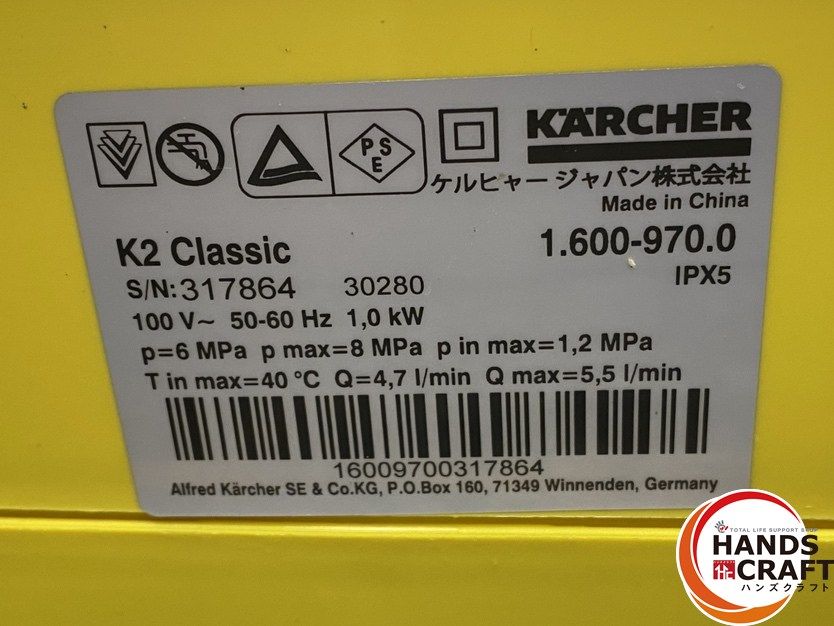 PS
E
KÄRCHER
ケルヒャー ジャパン株式会社
Made in China
K2 Classic
1.600-970.0
S/N:317864 30280
IPX5
100 V~ 50-60 Hz 1,0 kW
p=6 MPa p max=8 MPa p in max=1,2 MPa
T in max=40 °C Q=4,7 l/min Q max=5,5 l/min
16009700317864
Alfred Kärcher SE & Co.KG, P.O.Box 160, 71349 Winnenden, Germany
TOTAL LIFE SUPPORT SHOP
HANDS
CRAFT
ハンズクラフト